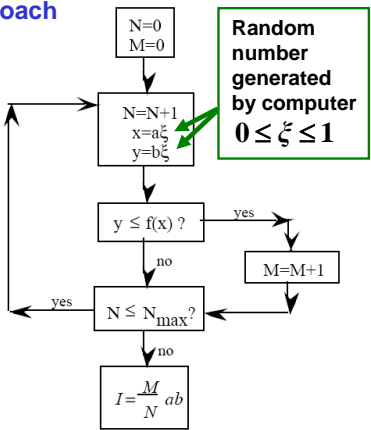 oach
N=0
M=0
Random
number
generated
by computer
0 ≤ ξ ≤ 1
N=N+1
x=aξ
y=bξ
y ≤ f(x) ?
yes
no
M=M+1
N ≤ Nmax?
yes
no
I = M/N ab